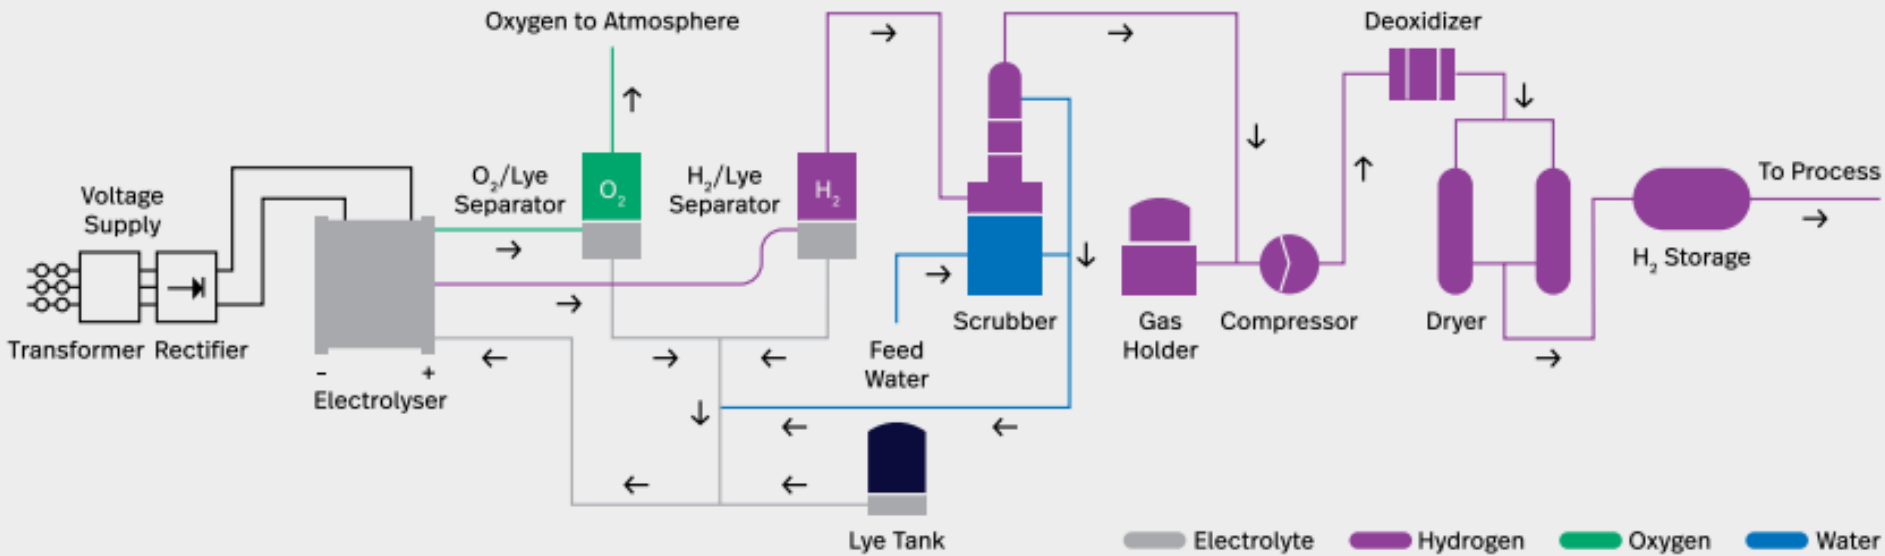 Oxygen to Atmosphere
Deoxidizer
O₂/Lye
Separator
O₂
H₂/Lye
Separator
H₂
Voltage
Supply
To Process
H₂ Storage
Transformer
Rectifier
Scrubber
Gas
Holder
Compressor
Dryer
Feed
Water
-
+
Electrolyser
Lye Tank
Electrolyte
Hydrogen
Oxygen
Water